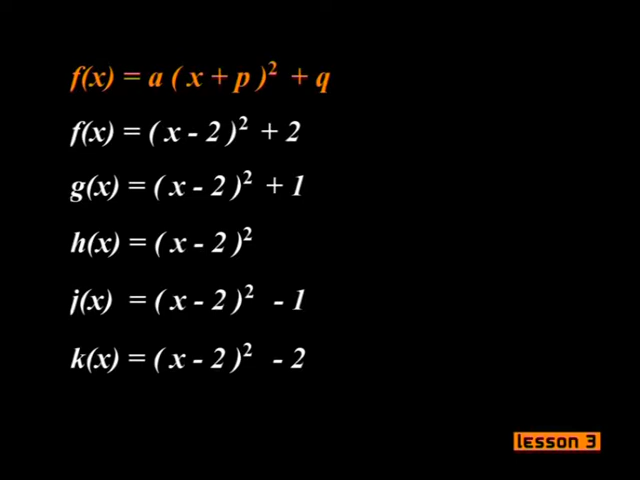 f(x) = a ( x + p )² + q
f(x) = ( x - 2 )² + 2
g(x) = ( x - 2 )² + 1
h(x) = ( x - 2 )²
j(x) = ( x - 2 )² - 1
k(x) = ( x - 2 )² - 2
lesson 3